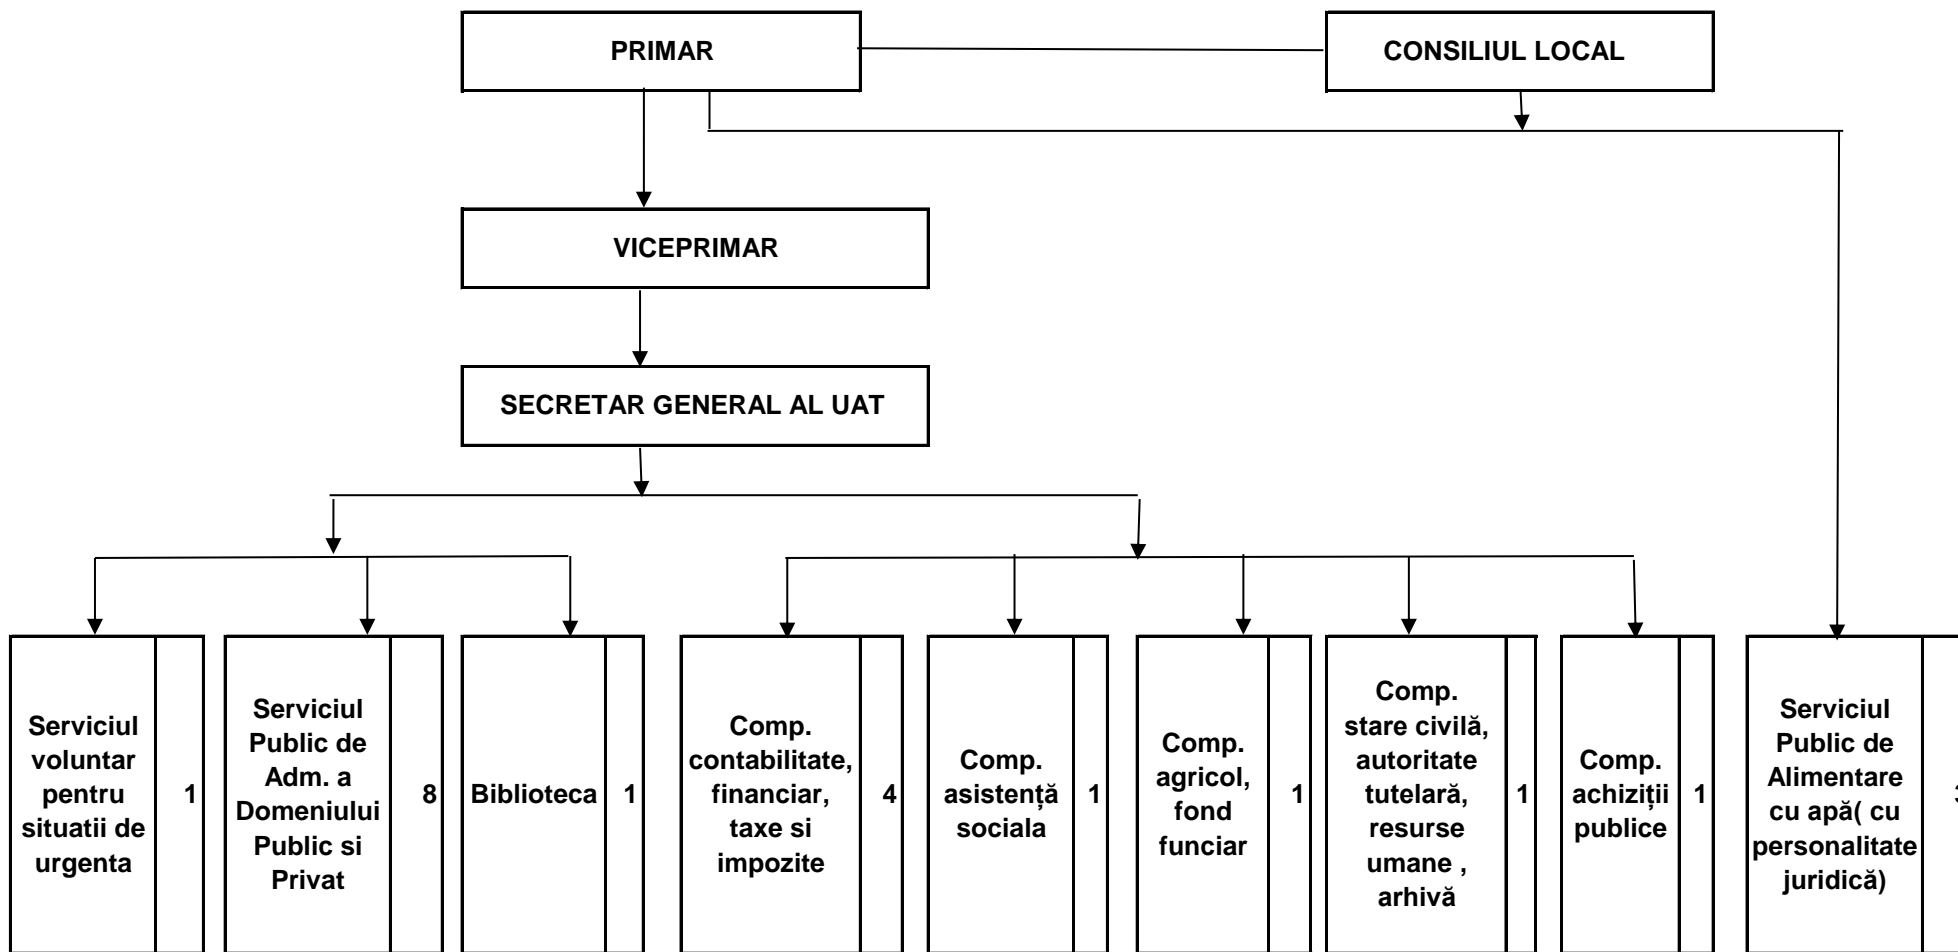 PRIMAR
CONSILIUL LOCAL
VICEPRIMAR
SECRETAR GENERAL AL UAT
Serviciul
voluntar
pentru
situatii de
urgenta
1
Serviciul
Public de
Adm. a
Domeniului
Public si
Privat
8
Biblioteca
1
Comp.
contabilitate,
financiar,
taxe si
impozite
4
Comp.
asistență
sociala
1
Comp.
agricol,
fond
funciar
1
Comp.
stare civilă,
autoritate
tutelară,
resurse
umane ,
arhivă
1
Comp.
achiziții
publice
1
Serviciul
Public de
Alimentare
cu apă( cu
personalitate
juridică)